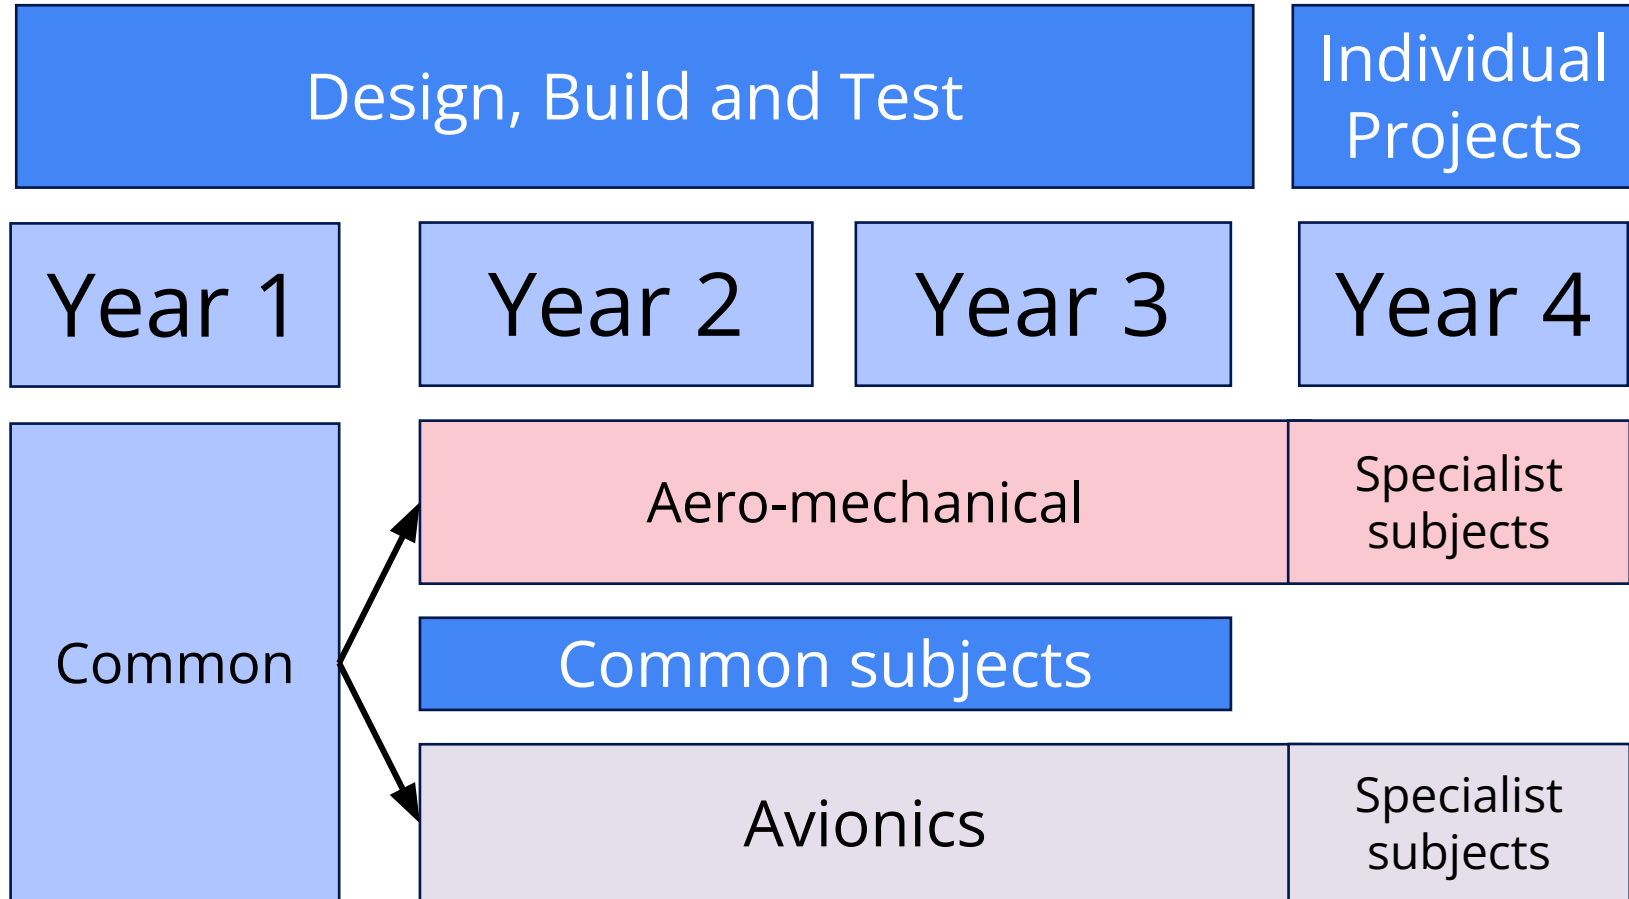 Design, Build and Test
Individual
Projects
Year 1
Year 2
Year 3
Year 4
Common
Aero-mechanical
Specialist
subjects
Common subjects
Avionics
Specialist
subjects